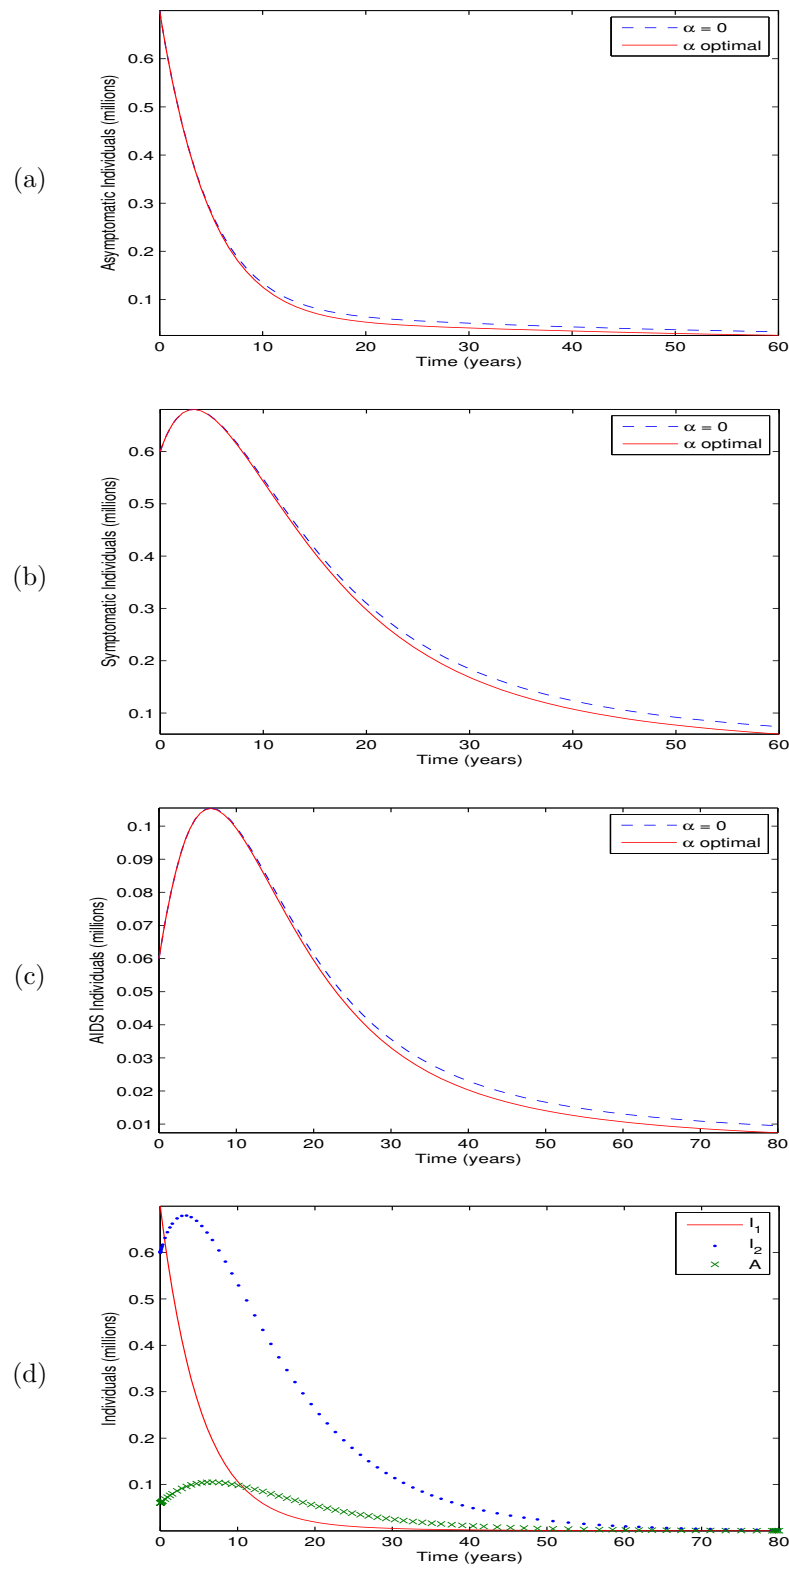 (a)
Asymptomatic Individuals (millions)
0.6
0.5
0.4
0.3
0.2
0.1
α = 0
α optimal
0 10 20 30 40 50 60
Time (years)
(b)
Symptomatic Individuals (millions)
0.6
0.5
0.4
0.3
0.2
0.1
α = 0
α optimal
0 10 20 30 40 50 60
Time (years)
(c)
AIDS Individuals (millions)
0.1
0.09
0.08
0.07
0.06
0.05
0.04
0.03
0.02
0.01
α = 0
α optimal
0 10 20 30 40 50 60 70 80
Time (years)
(d)
Individuals (millions)
0.6
0.5
0.4
0.3
0.2
0.1
I₁
I₂
A
0 10 20 30 40 50 60 70 80
Time (years)